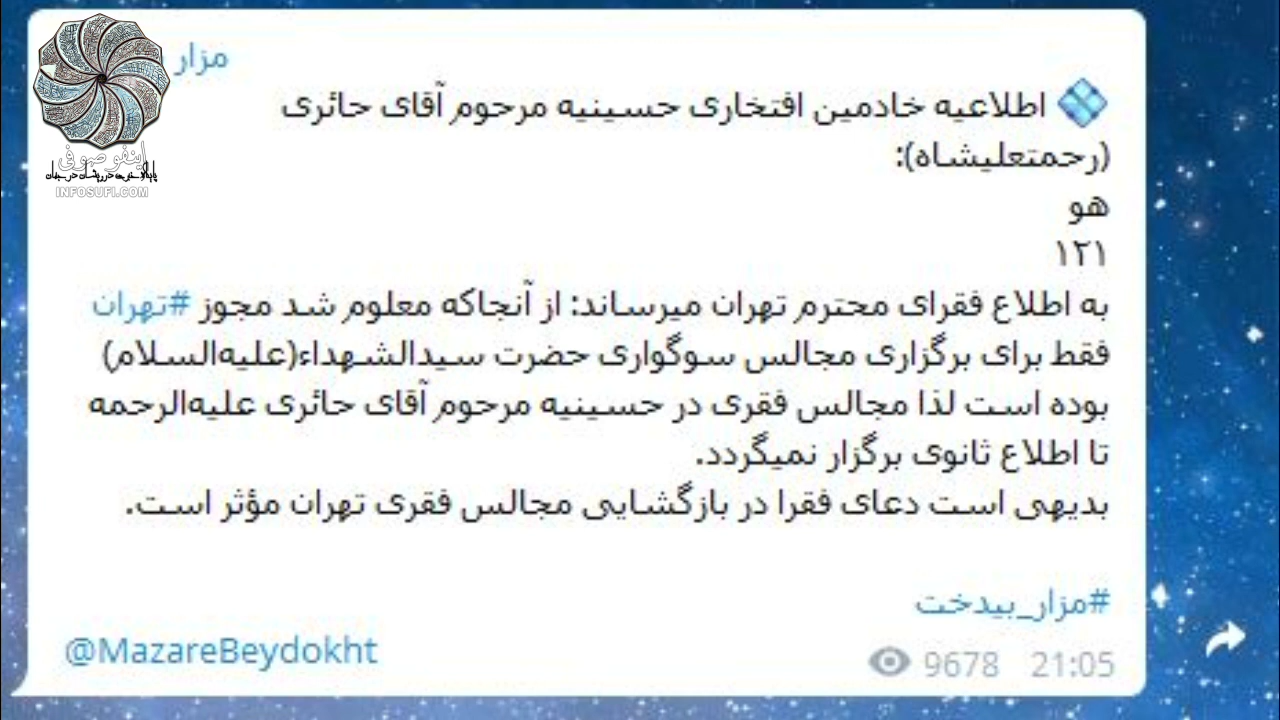 مزار
اطلاعیه خادمین افتخاری حسینیه مرحوم آقای حائری
(رحمتعلیشاه):
هو
۱۲۱
به اطلاع فقرای محترم تهران میرساند: از آنجاکه معلوم شد مجوز #تهران
فقط برای برگزاری مجالس سوگواری حضرت سیدالشهداء(علیه‌السلام)
بوده است لذا مجالس فقری در حسینیه مرحوم آقای حائری علیه‌الرحمه
تا اطلاع ثانوی برگزار نمیگردد.
بدیهی است دعای فقرا در بازگشایی مجالس فقری تهران مؤثر است.
#مزار_بیدخت
@MazareBeydokht
9678 21:05
اینفو صوفی
INFOSUFI.COM